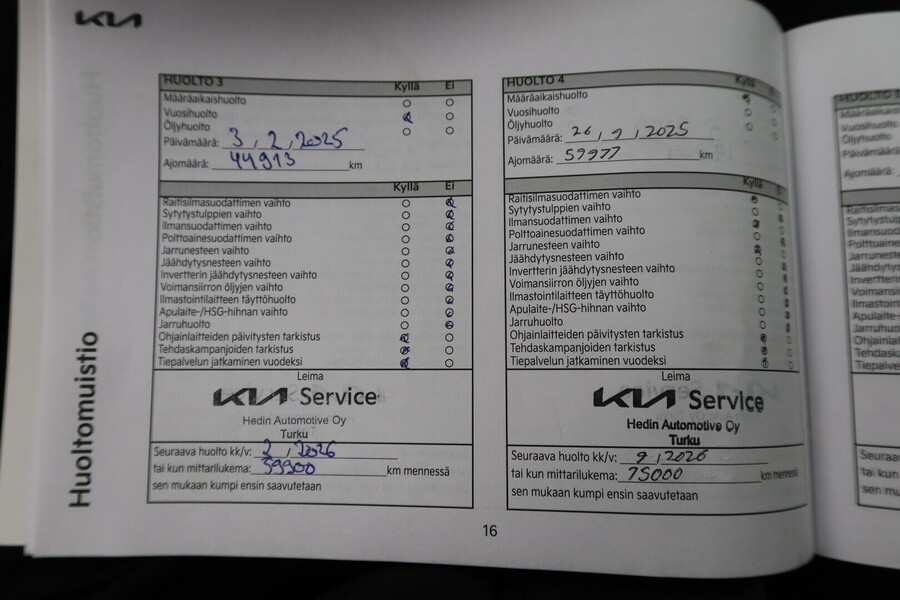 KIA
Huoltomuistio
HUOLTO 3
Kyllä Ei
Määräaikaishuolto
Vuosihuolto
Öljyhuolto
Päivämäärä: 3, 2, 2025
Ajomäärä: 44913 km
Kyllä Ei
Raitisilmasuodattimen vaihto
Sytytystulppien vaihto
Ilmansuodattimen vaihto
Polttoainesuodattimen vaihto
Jarrunesteen vaihto
Jäähdytysnesteen vaihto
Invertterin jäähdytysnesteen vaihto
Voimansiirron öljyjen vaihto
Ilmastointilaitteen täyttöhuolto
Apulaite-/HSG-hihnan vaihto
Jarruhuolto
Ohjainlaitteiden päivitysten tarkistus
Tehdaskampanjoiden tarkistus
Tiepalvelun jatkaminen vuodeksi
Leima
KIA Service
Hedin Automotive Oy
Turku
Seuraava huolto kk/v: 2, 2026
tai kun mittarilukema: 59900 km mennessä
sen mukaan kumpi ensin saavutetaan
HUOLTO 4
Kyllä
Määräaikaishuolto
Vuosihuolto
Öljyhuolto
Päivämäärä: 26, 9, 2025
Ajomäärä: 59977 km
Kyllä Ei
Raitisilmasuodattimen vaihto
Sytytystulppien vaihto
Ilmansuodattimen vaihto
Polttoainesuodattimen vaihto
Jarrunesteen vaihto
Jäähdytysnesteen vaihto
Invertterin jäähdytysnesteen vaihto
Voimansiirron öljyjen vaihto
Ilmastointilaitteen täyttöhuolto
Apulaite-/HSG-hihnan vaihto
Jarruhuolto
Ohjainlaitteiden päivitysten tarkistus
Tehdaskampanjoiden tarkistus
Tiepalvelun jatkaminen vuodeksi
Leima
KIA Service
Hedin Automotive Oy
Turku
Seuraava huolto kk/v: 9, 2026
tai kun mittarilukema: 75000 km mennessä
sen mukaan kumpi ensin saavutetaan
16